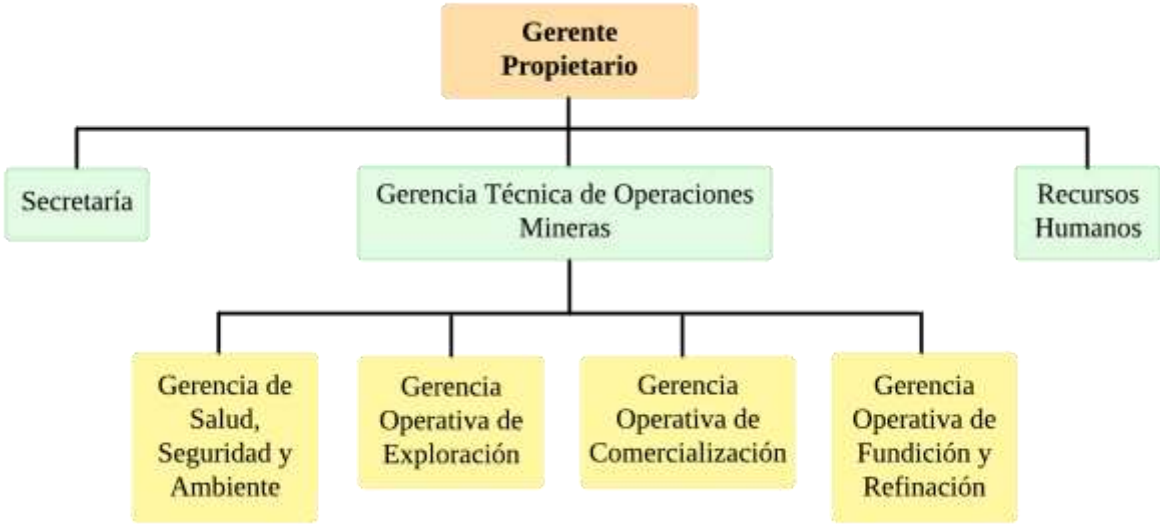 Gerente
Propietario
Secretaría
Gerencia Técnica de Operaciones
Mineras
Recursos
Humanos
Gerencia de
Salud,
Seguridad y
Ambiente
Gerencia
Operativa de
Exploración
Gerencia
Operativa de
Comercialización
Gerencia
Operativa de
Fundición y
Refinación